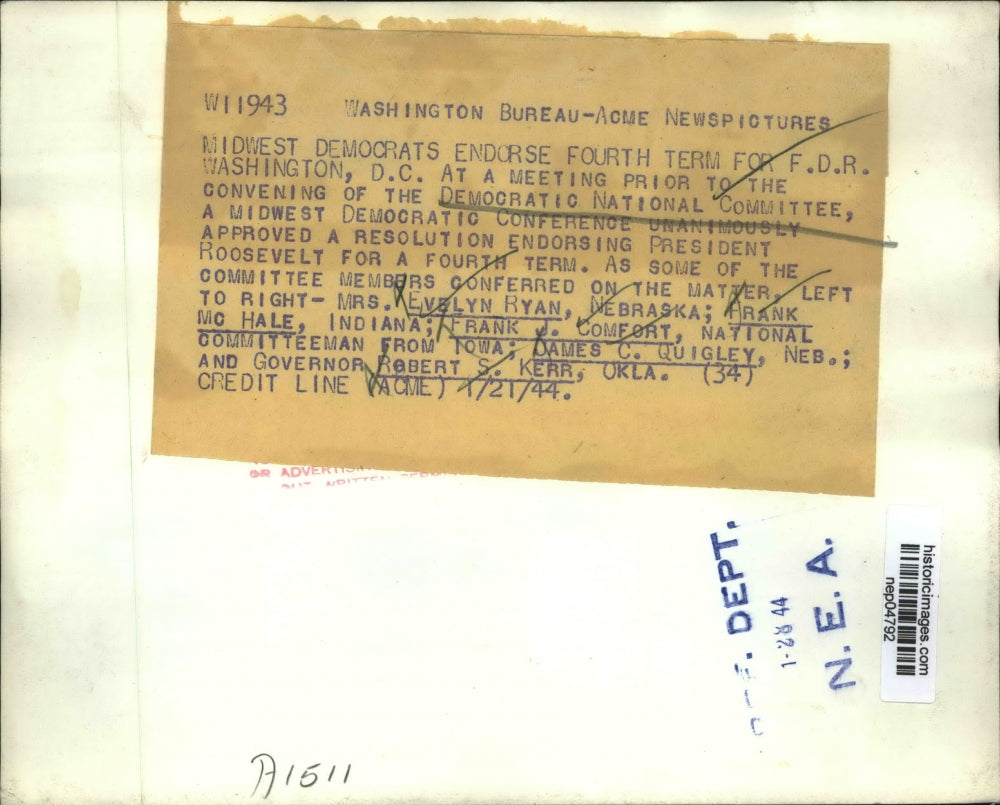 W11943 WASHINGTON BUREAU-ACME NEWSPICTURES
MIDWEST DEMOCRATS ENDORSE FOURTH TERM FOR F.D.R.
WASHINGTON, D.C. AT A MEETING PRIOR TO THE
CONVENING OF THE DEMOCRATIC NATIONAL COMMITTEE,
A MIDWEST DEMOCRATIC CONFERENCE UNANIMOUSLY
APPROVED A RESOLUTION ENDORSING PRESIDENT
ROOSEVELT FOR A FOURTH TERM. AS SOME OF THE
COMMITTEE MEMBERS CONFERRED ON THE MATTER, LEFT
TO RIGHT- MRS. EVELYN RYAN, NEBRASKA; FRANK
MC HALE, INDIANA; FRANK J. COMFORT, NATIONAL
COMMITTEEMAN FROM IOWA; JAMES C. QUIGLEY, NEB.;
AND GOVERNOR ROBERT S. KERR, OKLA. (34)
CREDIT LINE (ACME) 1/21/44.
OR
DEPT.
1-28 44
N. E. A.
historicimages.com
nep04792
A1511